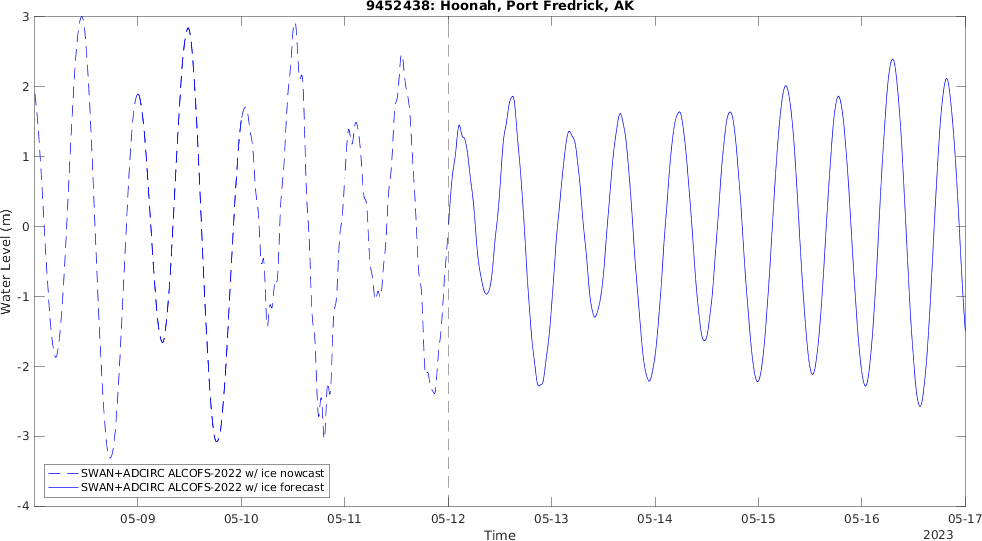 9452438: Hoonah, Port Fredrick, AK
3
2
1
0
-1
-2
-3
-4
Water Level (m)
SWAN+ADCIRC ALCOFS-2022 w/ ice nowcast
SWAN+ADCIRC ALCOFS-2022 w/ ice forecast
05-09 05-10 05-11 05-12 05-13 05-14 05-15 05-16 05-17
Time
2023